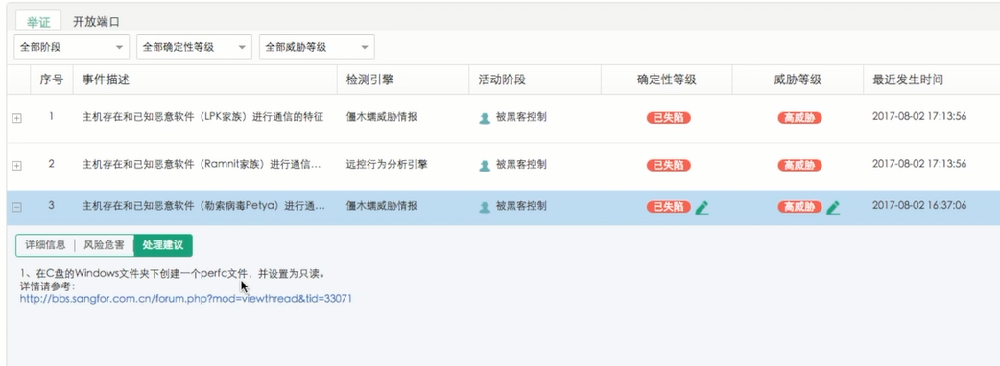 举证 开放端口
全部阶段 全部确定性等级 全部威胁等级
序号 事件描述 检测引擎 活动阶段 确定性等级 威胁等级 最近发生时间
1 主机存在和已知恶意软件（LPK家族）进行通信的特征 僵木蠕威胁情报 被黑客控制 已失陷 高威胁 2017-08-02 17:13:56
2 主机存在和已知恶意软件（Ramnit家族）进行通信... 远控行为分析引擎 被黑客控制 已失陷 高威胁 2017-08-02 17:13:56
3 主机存在和已知恶意软件（勒索病毒Petya）进行通... 僵木蠕威胁情报 被黑客控制 已失陷 高威胁 2017-08-02 16:37:06
详细信息 风险危害 处理建议
1、在C盘的Windows文件夹下创建一个perfc文件，并设置为只读。
详情请参考：
http://bbs.sangfor.com.cn/forum.php?mod=viewthread&tid=33071